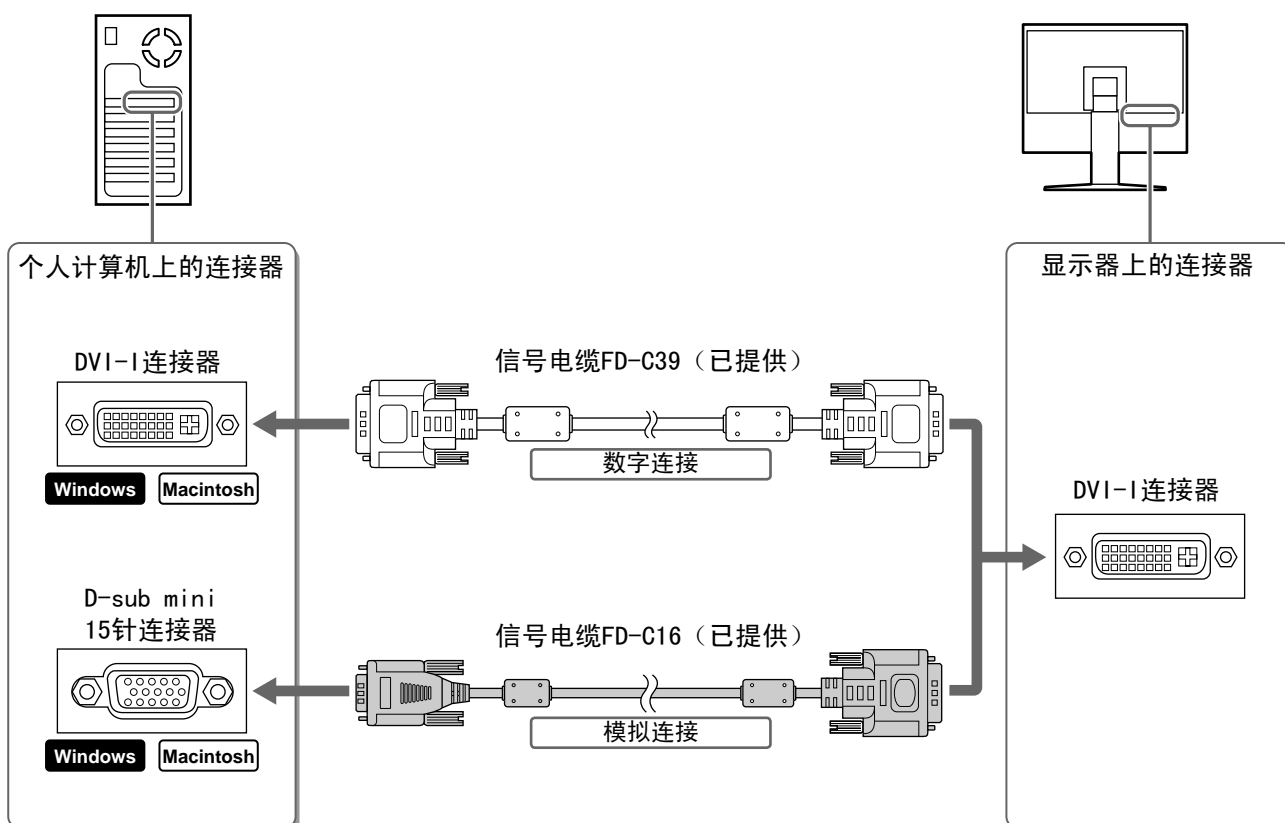 个人计算机上的连接器
显示器上的连接器
DVI-I连接器
Windows
Macintosh
信号电缆FD-C39（已提供）
数字连接
DVI-I连接器
D-sub mini
15针连接器
Windows
Macintosh
信号电缆FD-C16（已提供）
模拟连接